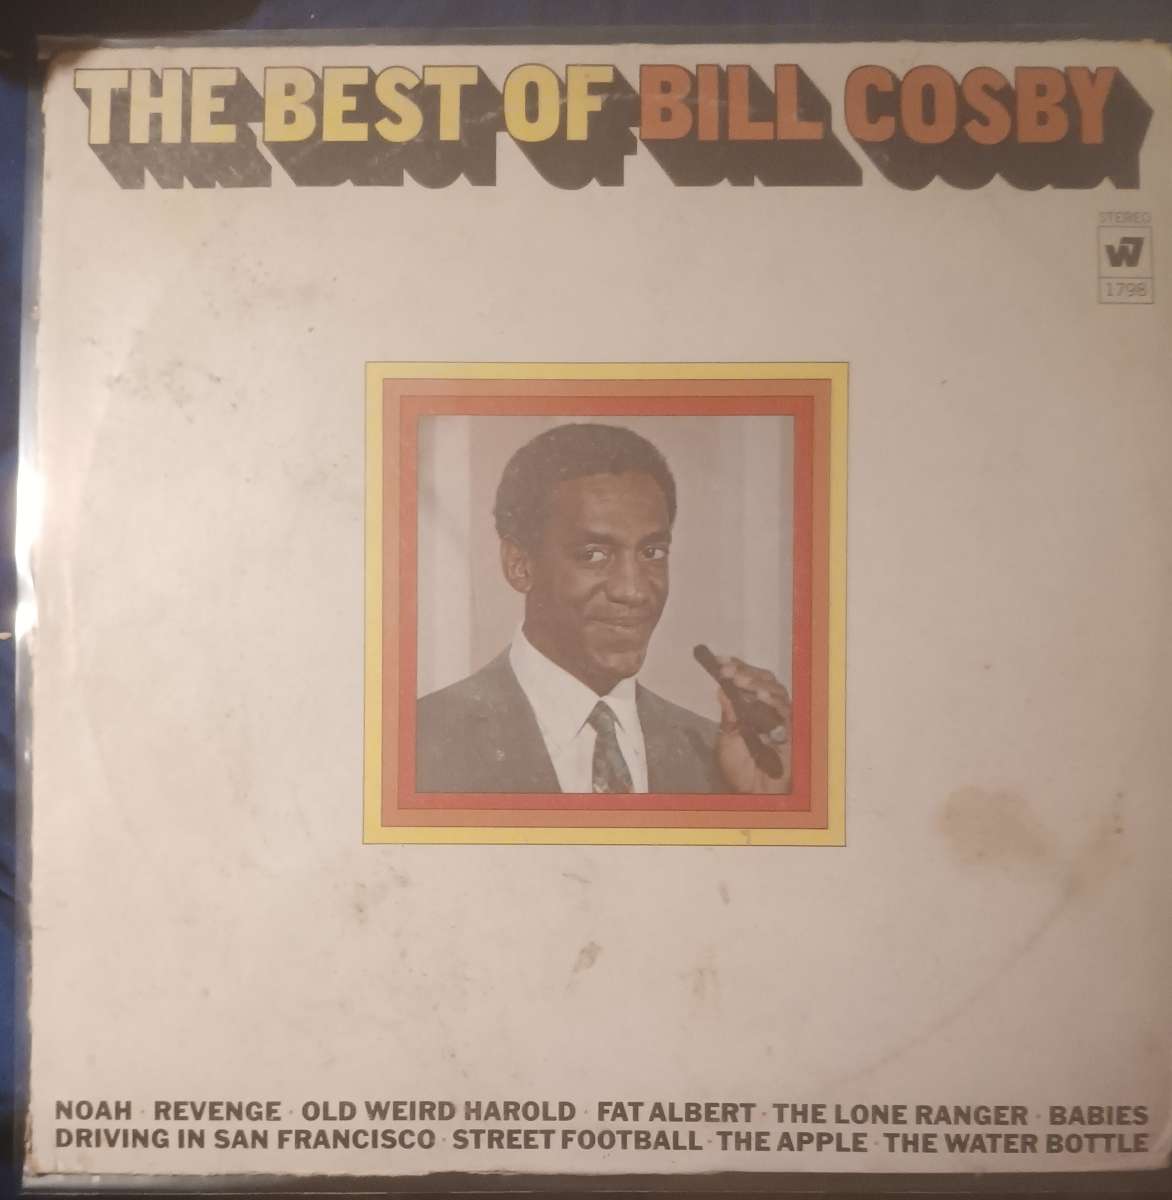 THE BEST OF BILL COSBY
STEREO
W7
1798
NOAH · REVENGE · OLD WEIRD HAROLD · FAT ALBERT · THE LONE RANGER · BABIES
DRIVING IN SAN FRANCISCO · STREET FOOTBALL · THE APPLE · THE WATER BOTTLE